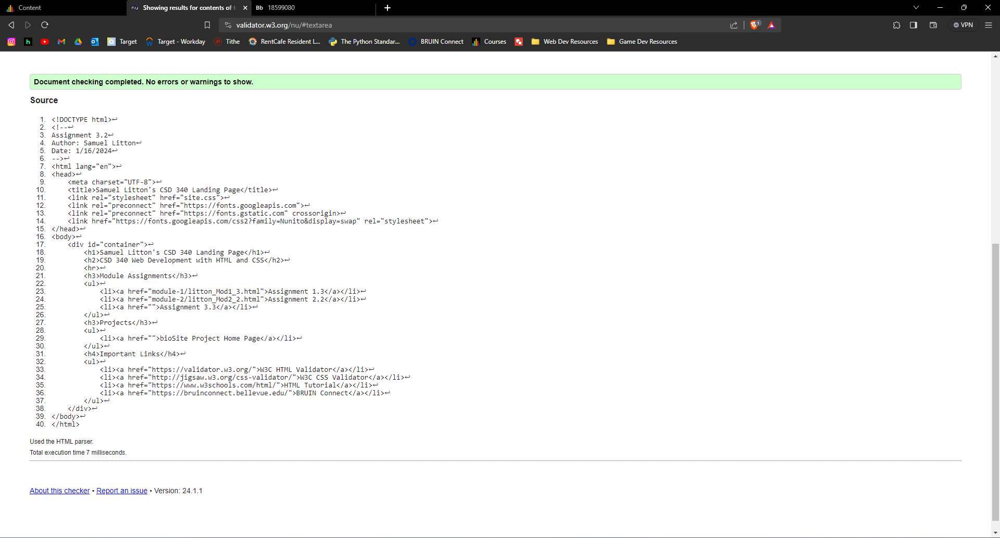 Content
nu Showing results for contents of t
Bb 18599080
validator.w3.org/nu/#textarea
1
VPN
h
Target
Target - Workday
Tithe
RentCafe Resident L...
The Python Standar...
BRUIN Connect
Courses
Web Dev Resources
Game Dev Resources
Document checking completed. No errors or warnings to show.
Source
1. <!DOCTYPE html>↩
2. <!--↩
3. Assignment 3.2↩
4. Author: Samuel Litton↩
5. Date: 1/16/2024↩
6. -->↩
7. <html lang="en">↩
8. <head>↩
9. <meta charset="UTF-8">↩
10. <title>Samuel Litton's CSD 340 Landing Page</title>↩
11. <link rel="stylesheet" href="site.css">↩
12. <link rel="preconnect" href="https://fonts.googleapis.com">↩
13. <link rel="preconnect" href="https://fonts.gstatic.com" crossorigin>↩
14. <link href="https://fonts.googleapis.com/css2?family=Nunito&display=swap" rel="stylesheet">↩
15. </head>↩
16. <body>↩
17. <div id="container">↩
18. <h1>Samuel Litton's CSD 340 Landing Page</h1>↩
19. <h2>CSD 340 Web Development with HTML and CSS</h2>↩
20. <hr>↩
21. <h3>Module Assignments</h3>↩
22. <ul>↩
23. <li><a href="module-1/litton_Mod1_3.html">Assignment 1.3</a></li>↩
24. <li><a href="module-2/litton_Mod2_2.html">Assignment 2.2</a></li>↩
25. <li><a href="">Assignment 3.3</a></li>↩
26. </ul>↩
27. <h3>Projects</h3>↩
28. <ul>↩
29. <li><a href="">bioSite Project Home Page</a></li>↩
30. </ul>↩
31. <h4>Important Links</h4>↩
32. <ul>↩
33. <li><a href="https://validator.w3.org/">W3C HTML Validator</a></li>↩
34. <li><a href="http://jigsaw.w3.org/css-validator/">W3C CSS Validator</a></li>↩
35. <li><a href="https://www.w3schools.com/html/">HTML Tutorial</a></li>↩
36. <li><a href="https://bruinconnect.bellevue.edu/">BRUIN Connect</a></li>↩
37. </ul>↩
38. </div>↩
39. </body>↩
40. </html>
Used the HTML parser.
Total execution time 7 milliseconds.
About this checker • Report an issue • Version: 24.1.1